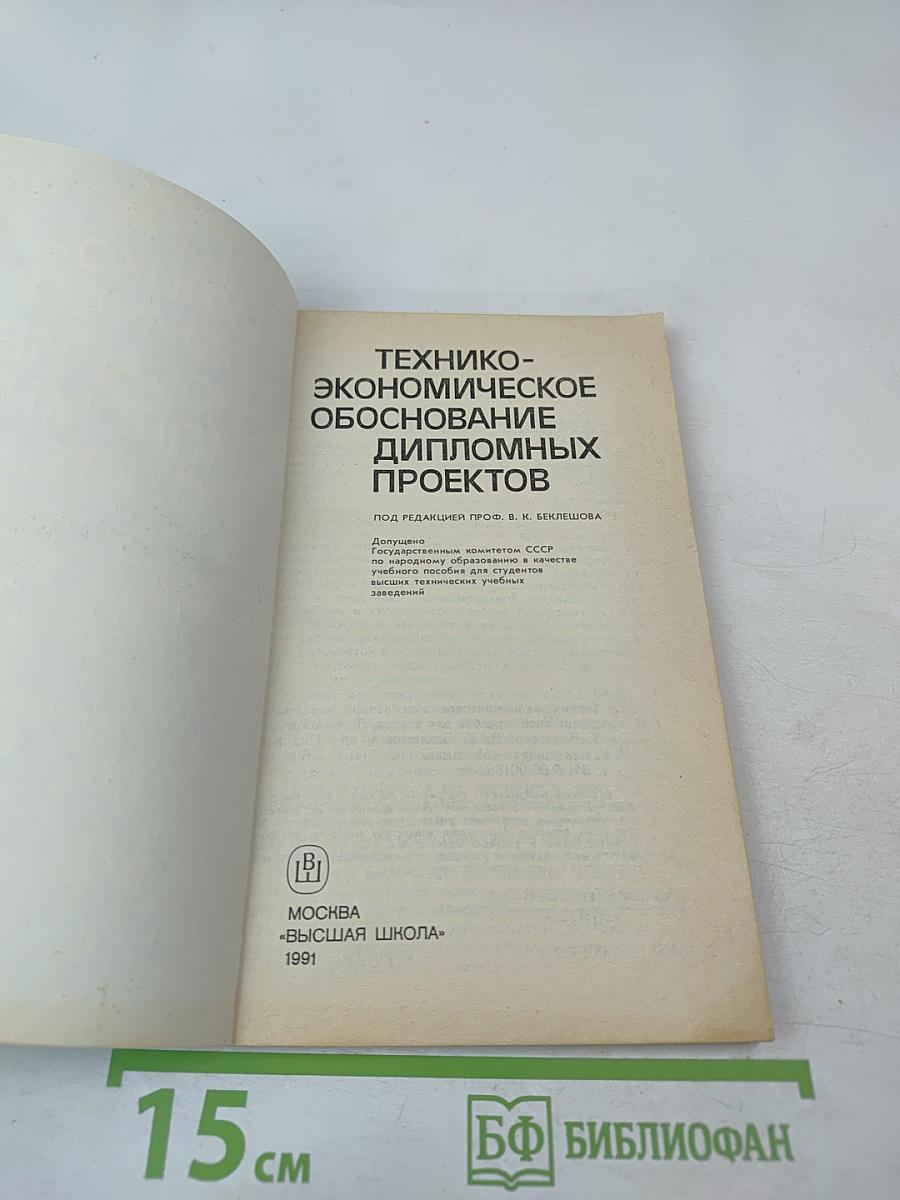 ТЕХНИКО-
ЭКОНОМИЧЕСКОЕ
ОБОСНОВАНИЕ
ДИПЛОМНЫХ
ПРОЕКТОВ
ПОД РЕДАКЦИЕЙ ПРОФ. В. К. БЕКЛЕШОВА
Допущено
Государственным комитетом СССР
по народному образованию в качестве
учебного пособия для студентов
высших технических учебных
заведений
ВШ
МОСКВА
«ВЫСШАЯ ШКОЛА»
1991
15 см
БФ БИБЛИОФАН